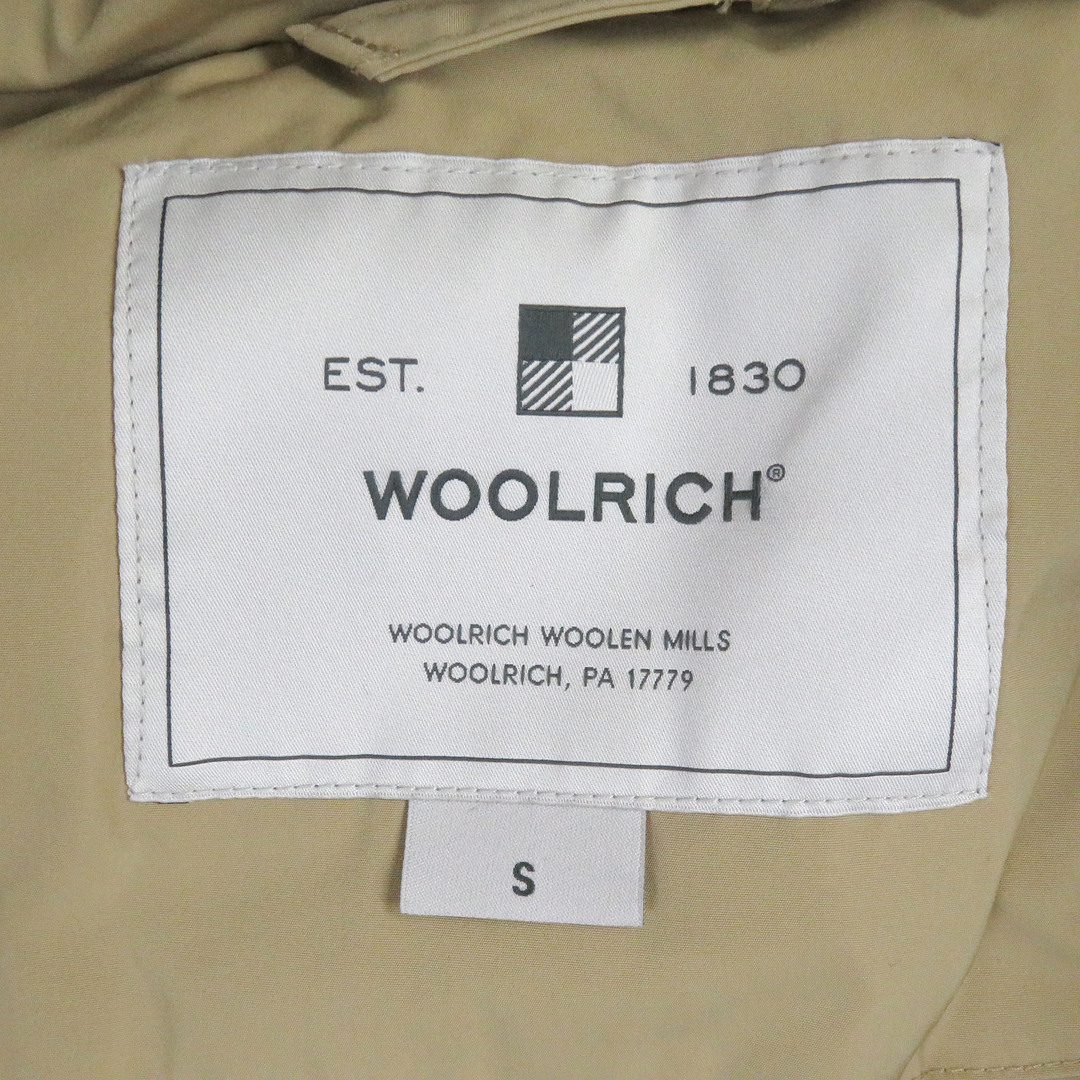 EST. 1830
WOOLRICH®
WOOLRICH WOOLEN MILLS
WOOLRICH, PA 17779
S